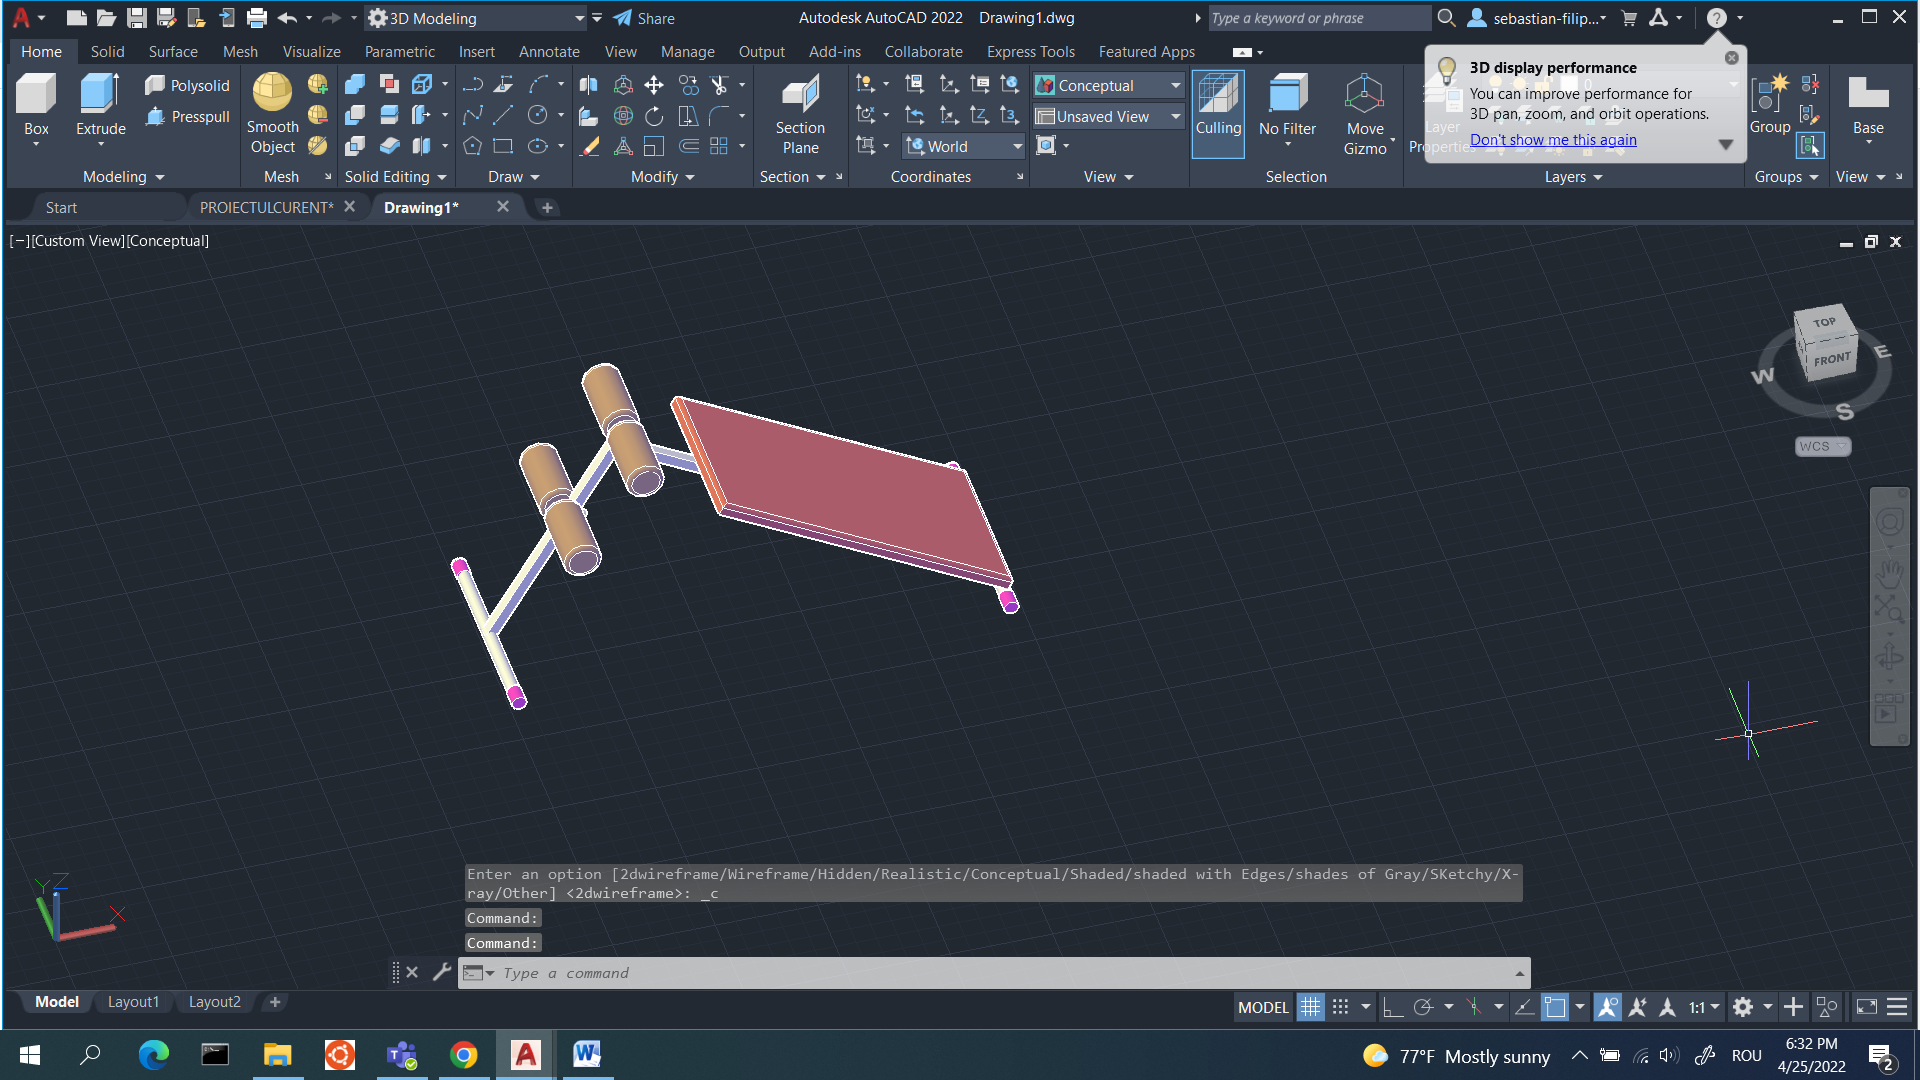 3D Modeling
Share
Autodesk AutoCAD 2022 Drawing1.dwg
Type a keyword or phrase
sebastian-filip...
Home Solid Surface Mesh Visualize Parametric Insert Annotate View Manage Output Add-ins Collaborate Express Tools Featured Apps
Box
Extrude
Polysolid
Presspull
Smooth
Object
Section
Plane
World
Conceptual
Unsaved View
Culling
No Filter
Move
Gizmo
Layer
Properties
3D display performance
You can improve performance for
3D pan, zoom, and orbit operations.
Don't show me this again
Group
Base
Modeling Mesh Solid Editing Draw Modify Section Coordinates View Selection Layers Groups View
Start PROIECTULCURENT* Drawing1*
[−][Custom View][Conceptual]
TOP
FRONT
W
E
S
WCS
Y Z
X
Enter an option [2dwireframe/Wireframe/Hidden/Realistic/Conceptual/Shaded/shaded with Edges/shades of Gray/SKetchy/X-
ray/Other] <2dwireframe>: _c
Command:
Command:
Type a command
Model Layout1 Layout2
MODEL
1:1
77°F Mostly sunny
ROU
6:32 PM
4/25/2022
2